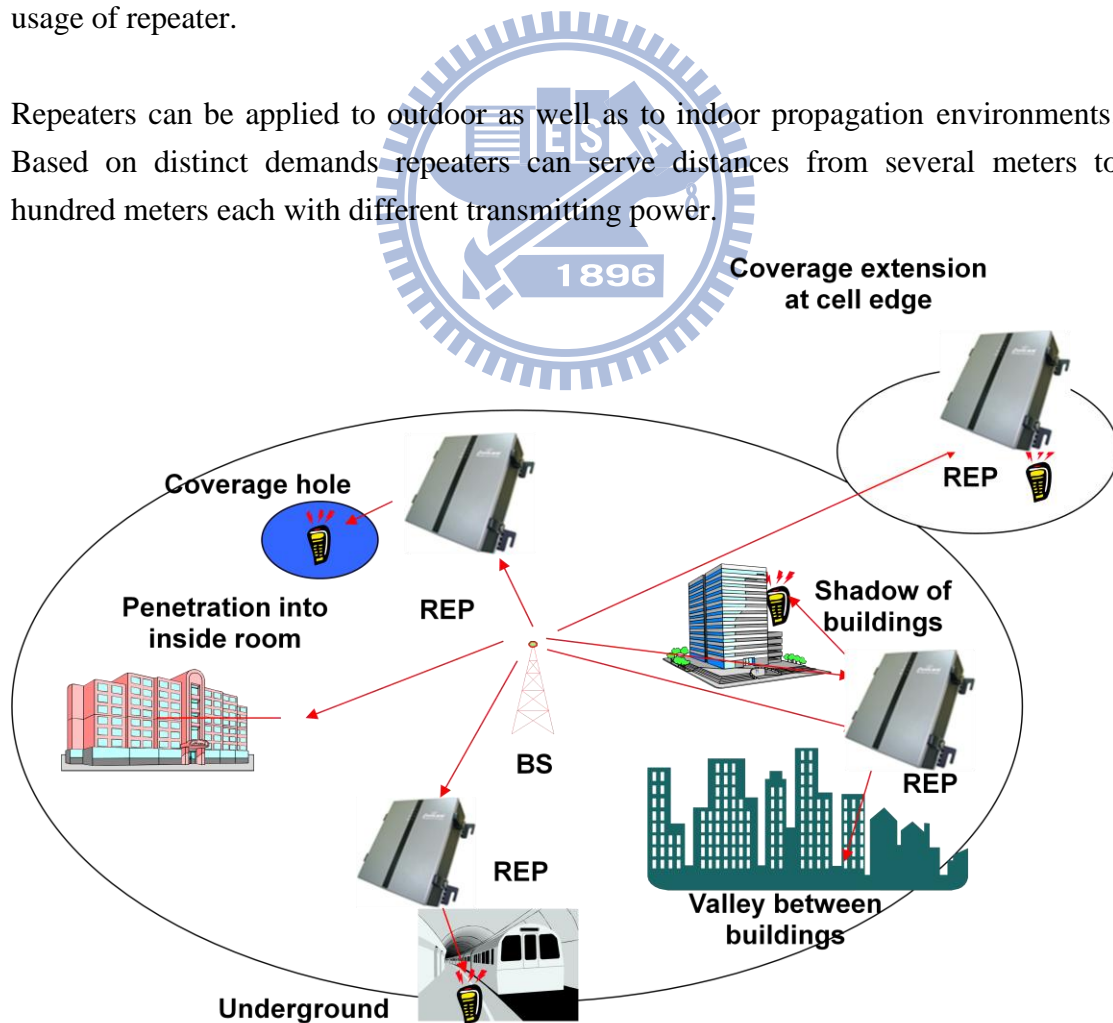 usage of repeater.
Repeaters can be applied to outdoor as well as to indoor propagation environments
Based on distinct demands repeaters can serve distances from several meters to
hundred meters each with different transmitting power.
ES A
8
1896
Coverage extension
at cell edge
REP
Coverage hole
REP
Penetration into
inside room
Shadow of
buildings
BS
REP
REP
Valley between
buildings
Underground